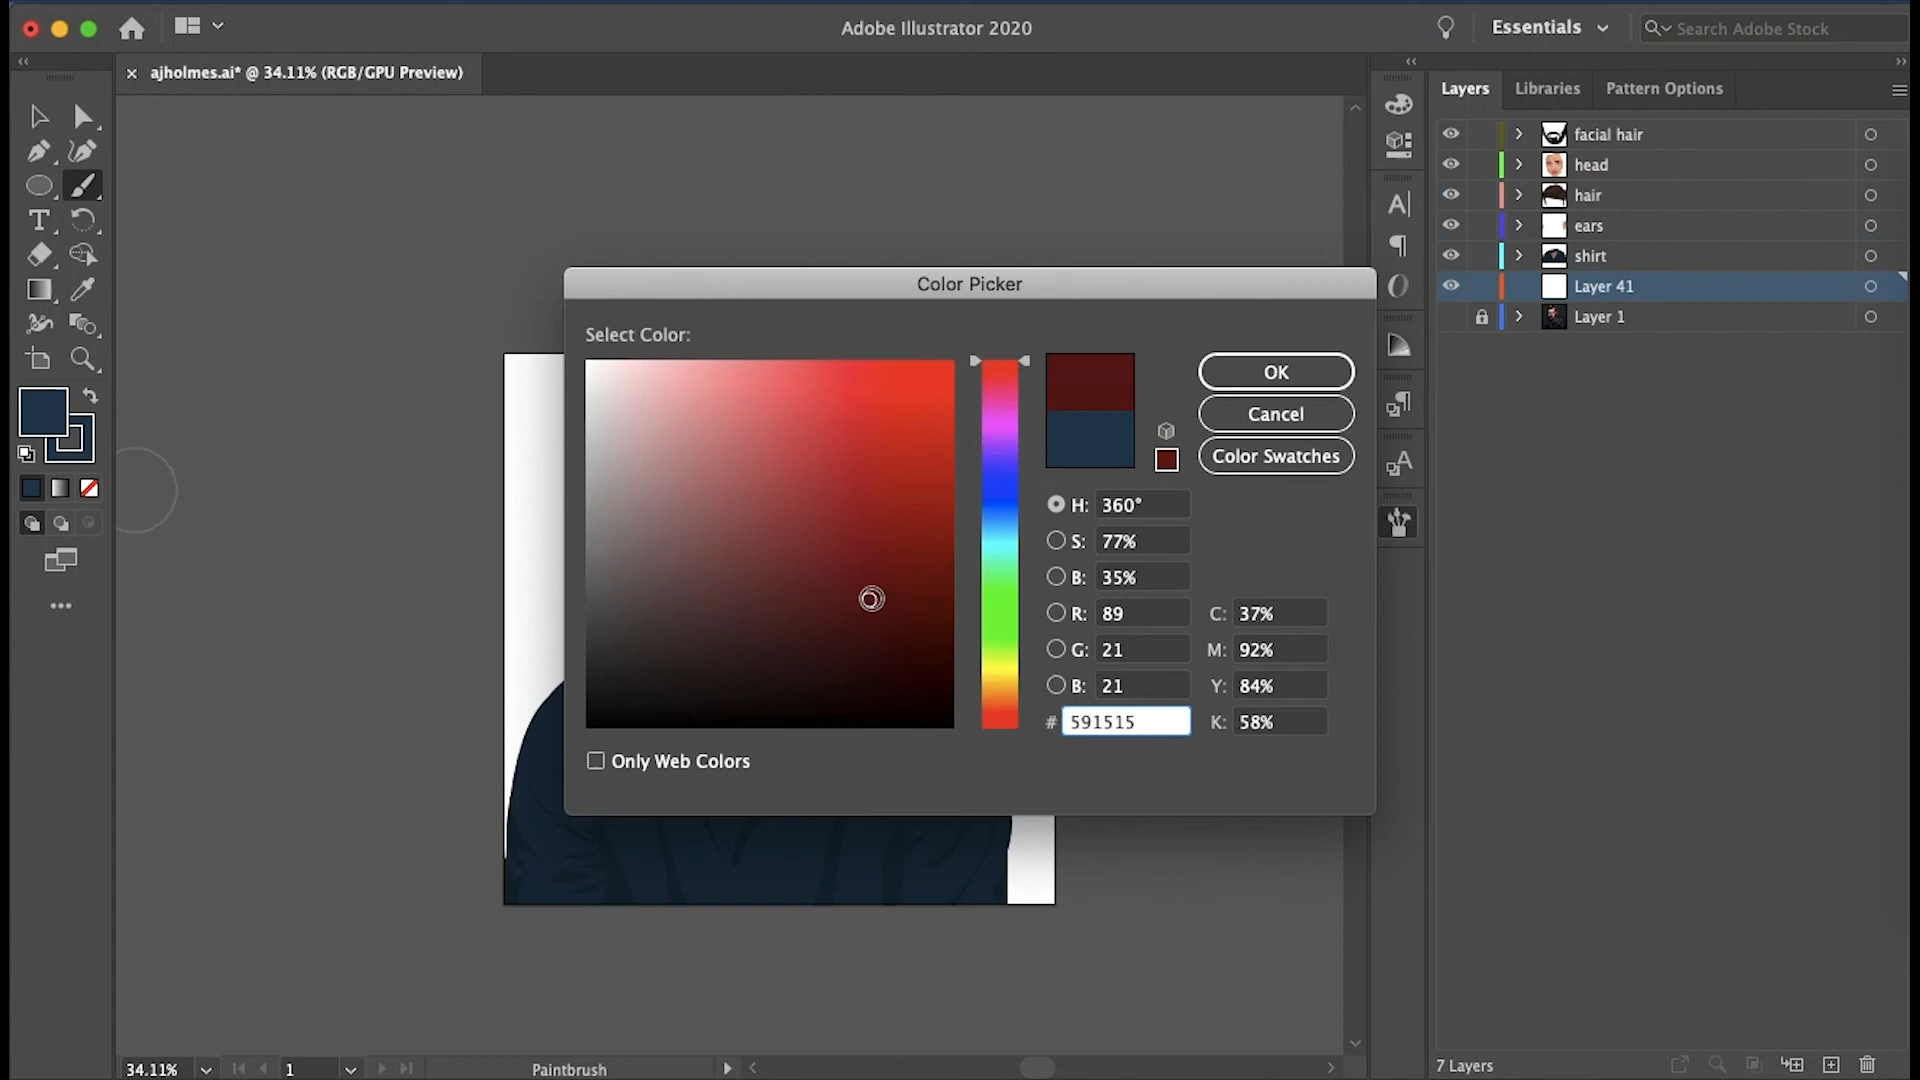 Adobe Illustrator 2020
Essentials
Search Adobe Stock
ajholmes.ai* @ 34.11% (RGB/GPU Preview)
Layers
Libraries
Pattern Options
facial hair
head
hair
ears
shirt
Layer 41
Layer 1
Color Picker
Select Color:
OK
Cancel
Color Swatches
H: 360°
S: 77%
B: 35%
R: 89
C: 37%
G: 21
M: 92%
B: 21
Y: 84%
# 591515
K: 58%
Only Web Colors
34.11%
1
Paintbrush
7 Layers